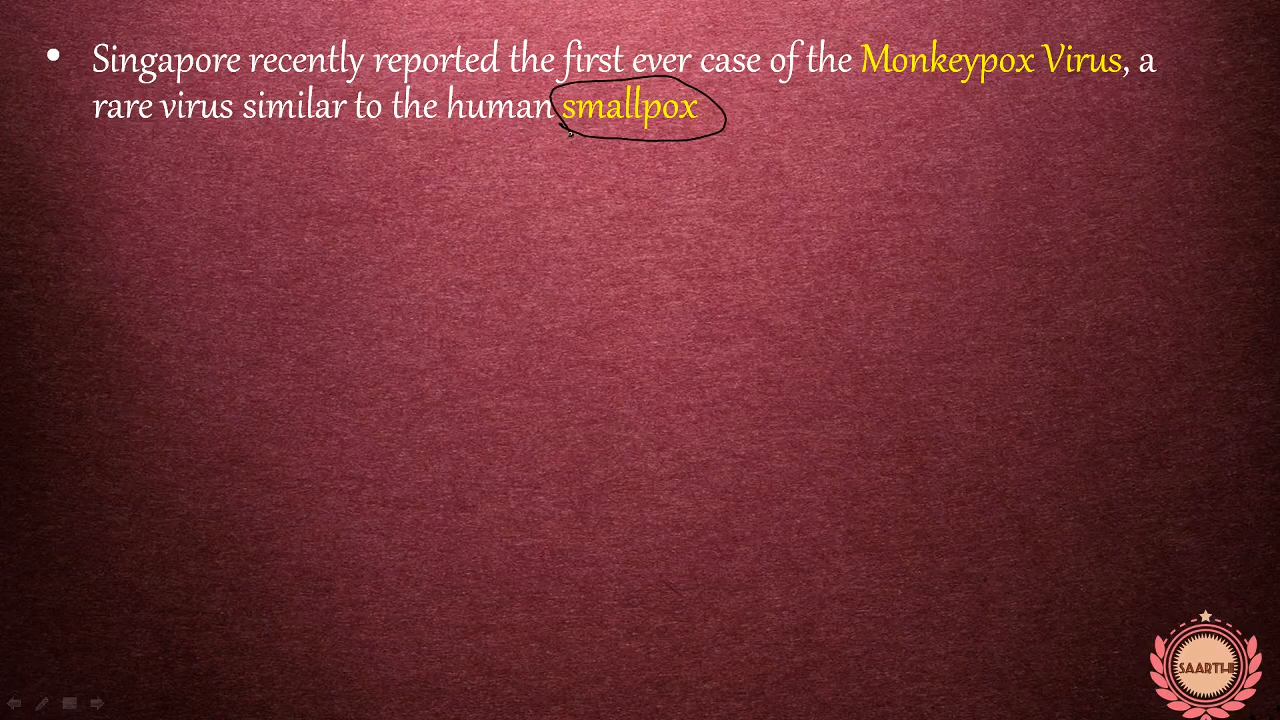 • Singapore recently reported the first ever case of the Monkeypox Virus, a
rare virus similar to the human smallpox
SAARTHI